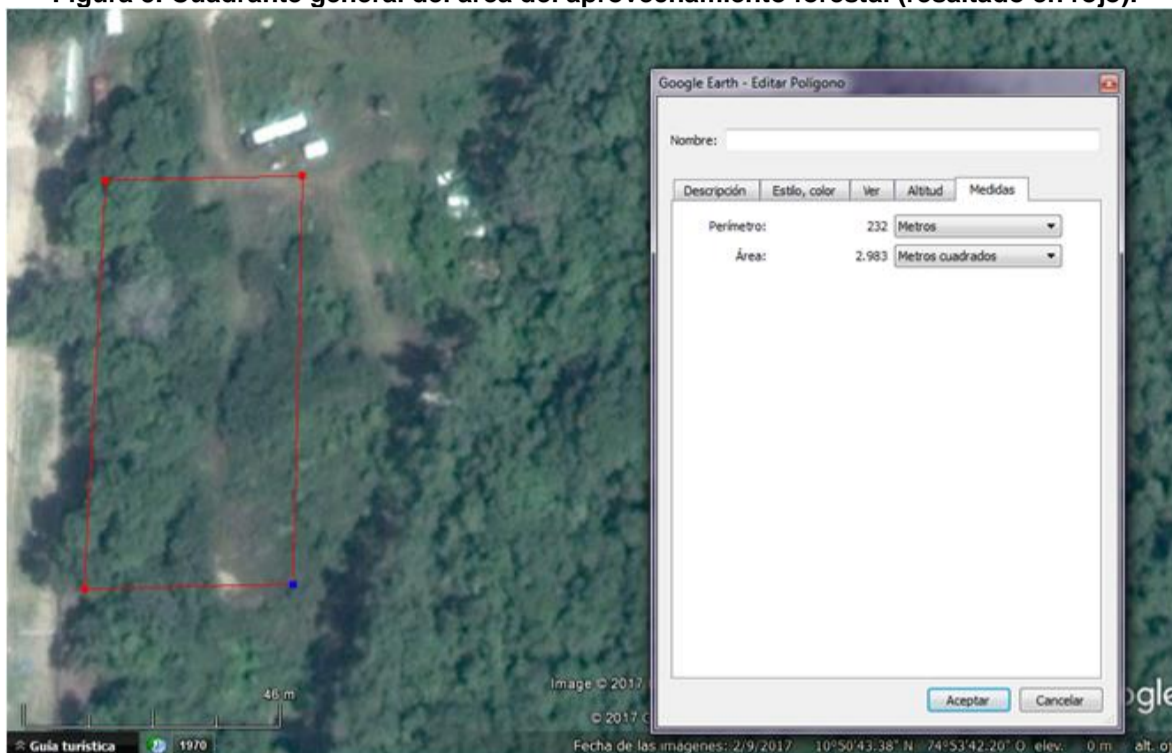 Figura 3. Cuadrante general del área del aprovechamiento forestal (resaltado en rojo).
Google Earth - Editar Polígono
Nombre:
Descripción Estilo, color Ver Altitud Medidas
Perímetro: 232 Metros
Área: 2.983 Metros cuadrados
46 m
Image © 2017
© 2017
Aceptar Cancelar
Guía turística 1970
Fecha de las imágenes: 2/9/2017 10°50'43.38" N 74°53'42.20" O elev. 0 m alt.